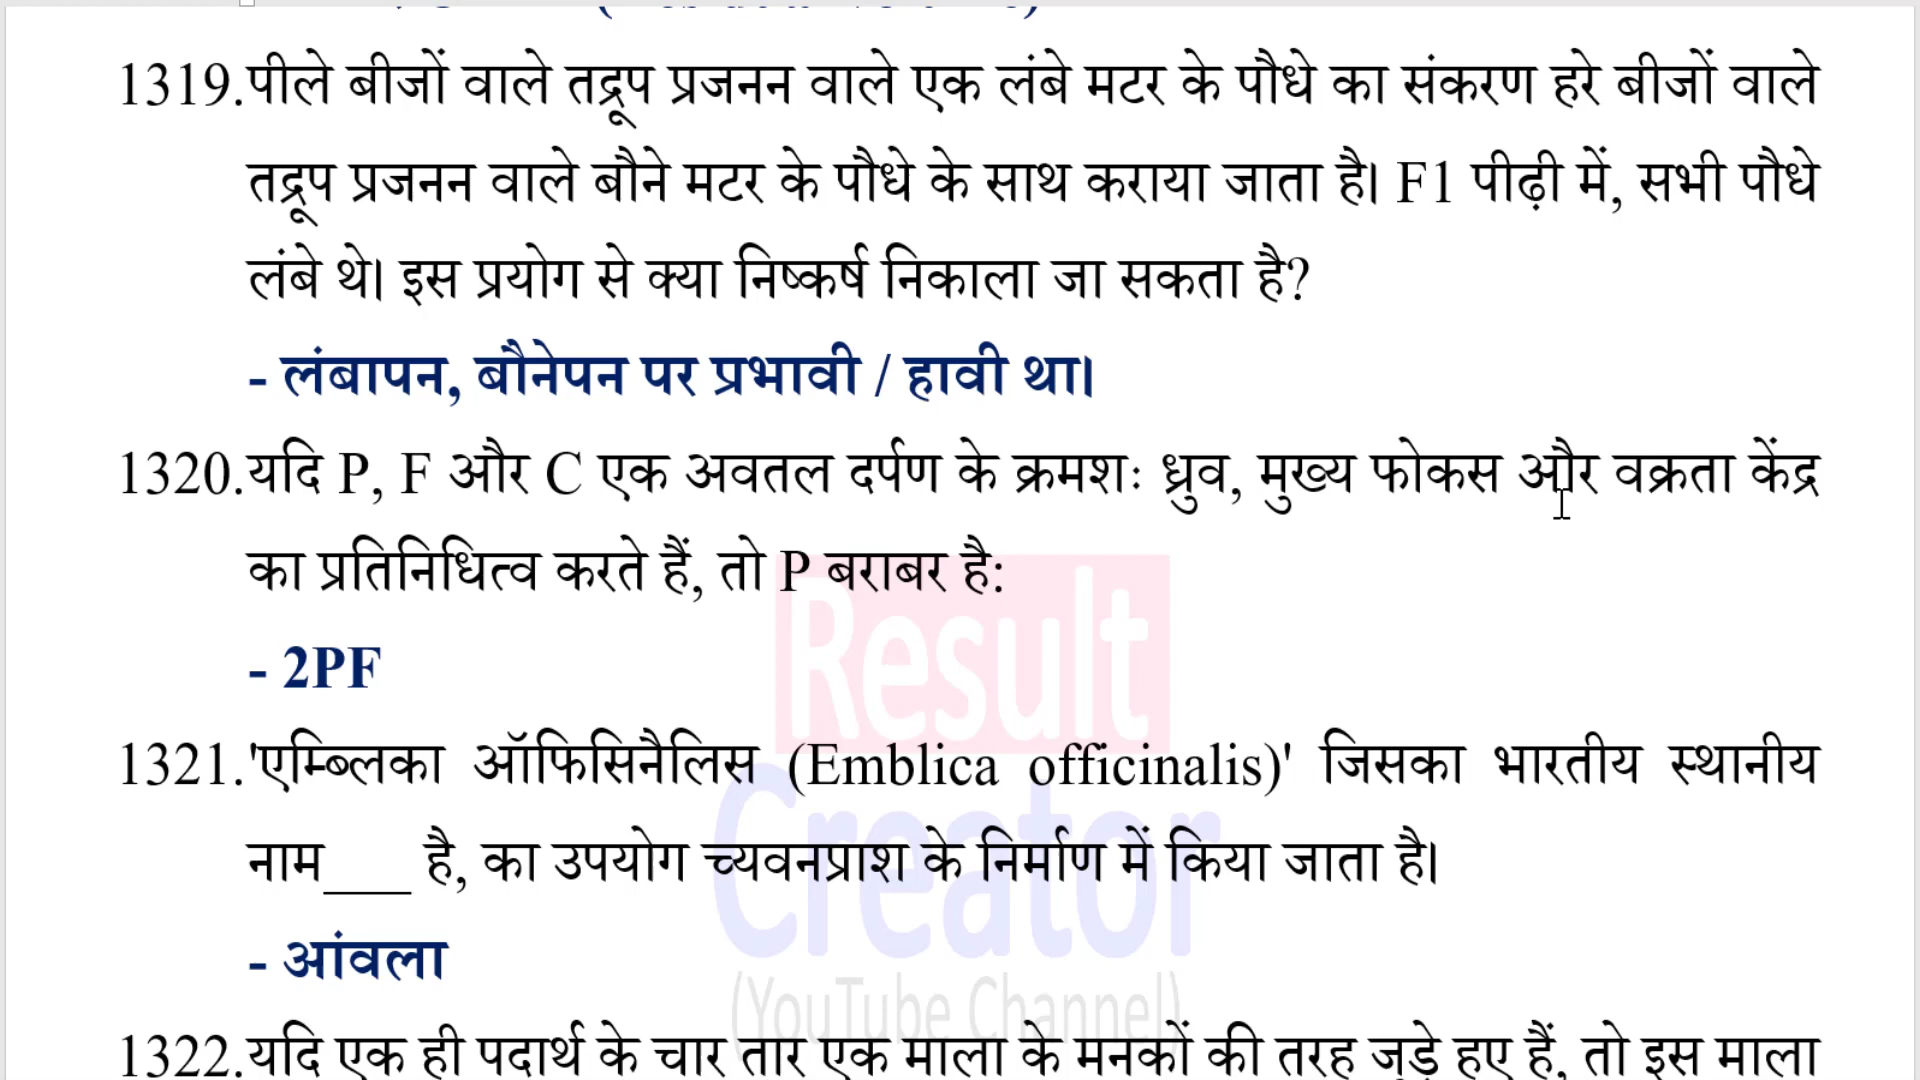 1319.पीले बीजों वाले तद्रूप प्रजनन वाले एक लंबे मटर के पौधे का संकरण हरे बीजों वाले
तद्रूप प्रजनन वाले बौने मटर के पौधे के साथ कराया जाता है। F1 पीढ़ी में, सभी पौधे
लंबे थे। इस प्रयोग से क्या निष्कर्ष निकाला जा सकता है?
- लंबापन, बौनेपन पर प्रभावी / हावी था।
1320.यदि P, F और C एक अवतल दर्पण के क्रमशः ध्रुव, मुख्य फोकस और वक्रता केंद्र
का प्रतिनिधित्व करते हैं, तो P बराबर है:
- 2PF
1321.'एम्ब्लिका ऑफिसिनैलिस (Emblica officinalis)' जिसका भारतीय स्थानीय
नाम___ है, का उपयोग च्यवनप्राश के निर्माण में किया जाता है।
- आंवला
1322.यदि एक ही पदार्थ के चार तार एक माला के मनकों की तरह जुड़े हुए हैं, तो इस माला
Result
Creator
(YouTube Channel)